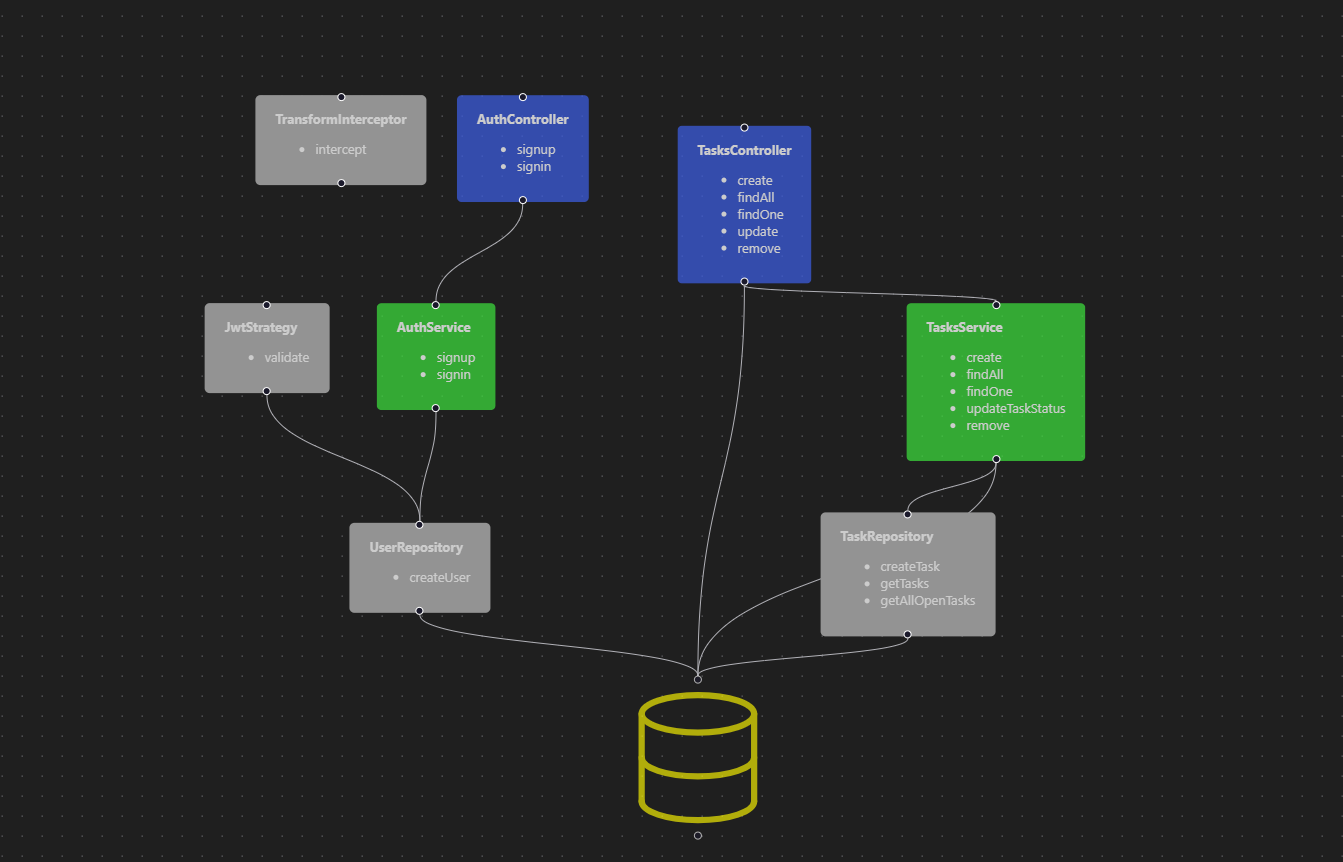 TransformInterceptor
intercept
AuthController
signup
signin
TasksController
create
findAll
findOne
update
remove
JwtStrategy
validate
AuthService
signup
signin
TasksService
create
findAll
findOne
updateTaskStatus
remove
UserRepository
createUser
TaskRepository
createTask
getTasks
getAllOpenTasks